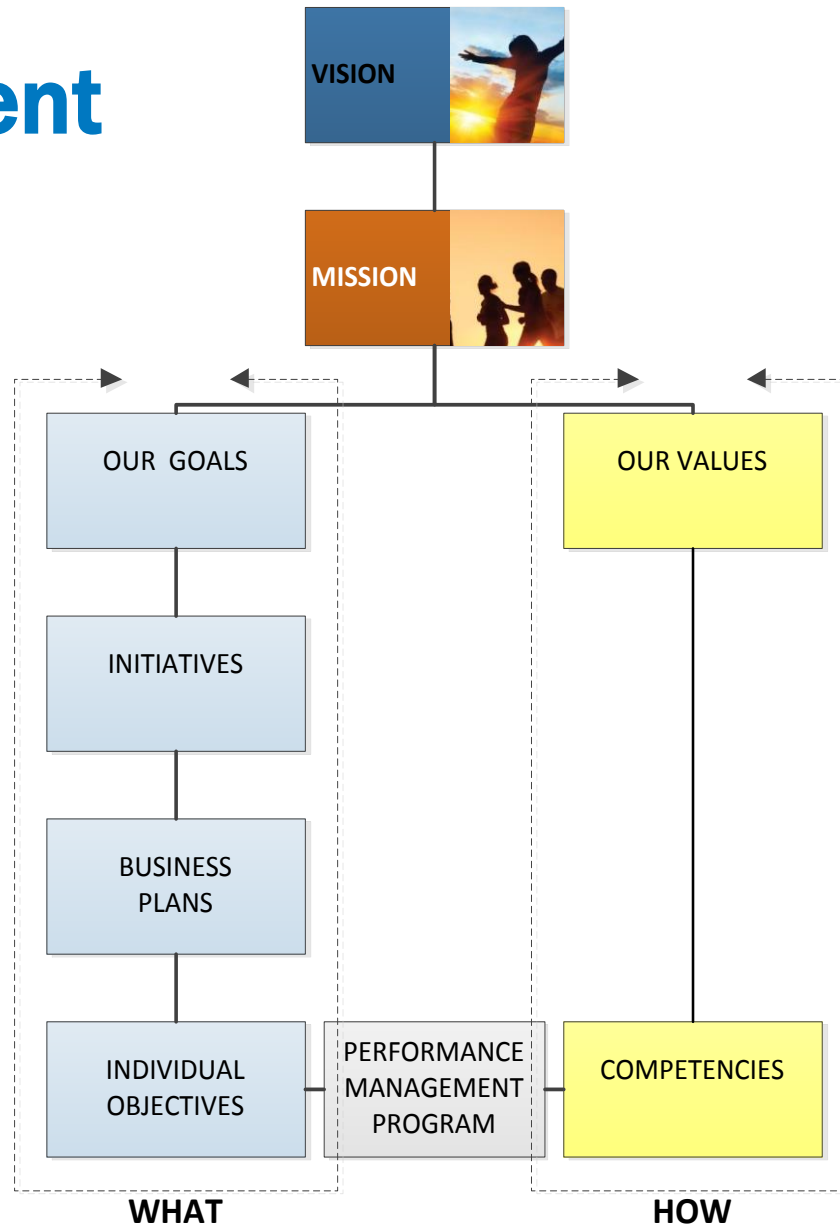 ent
VISION
MISSION
OUR GOALS
OUR VALUES
INITIATIVES
BUSINESS
PLANS
INDIVIDUAL
OBJECTIVES
PERFORMANCE
MANAGEMENT
PROGRAM
COMPETENCIES
WHAT
HOW